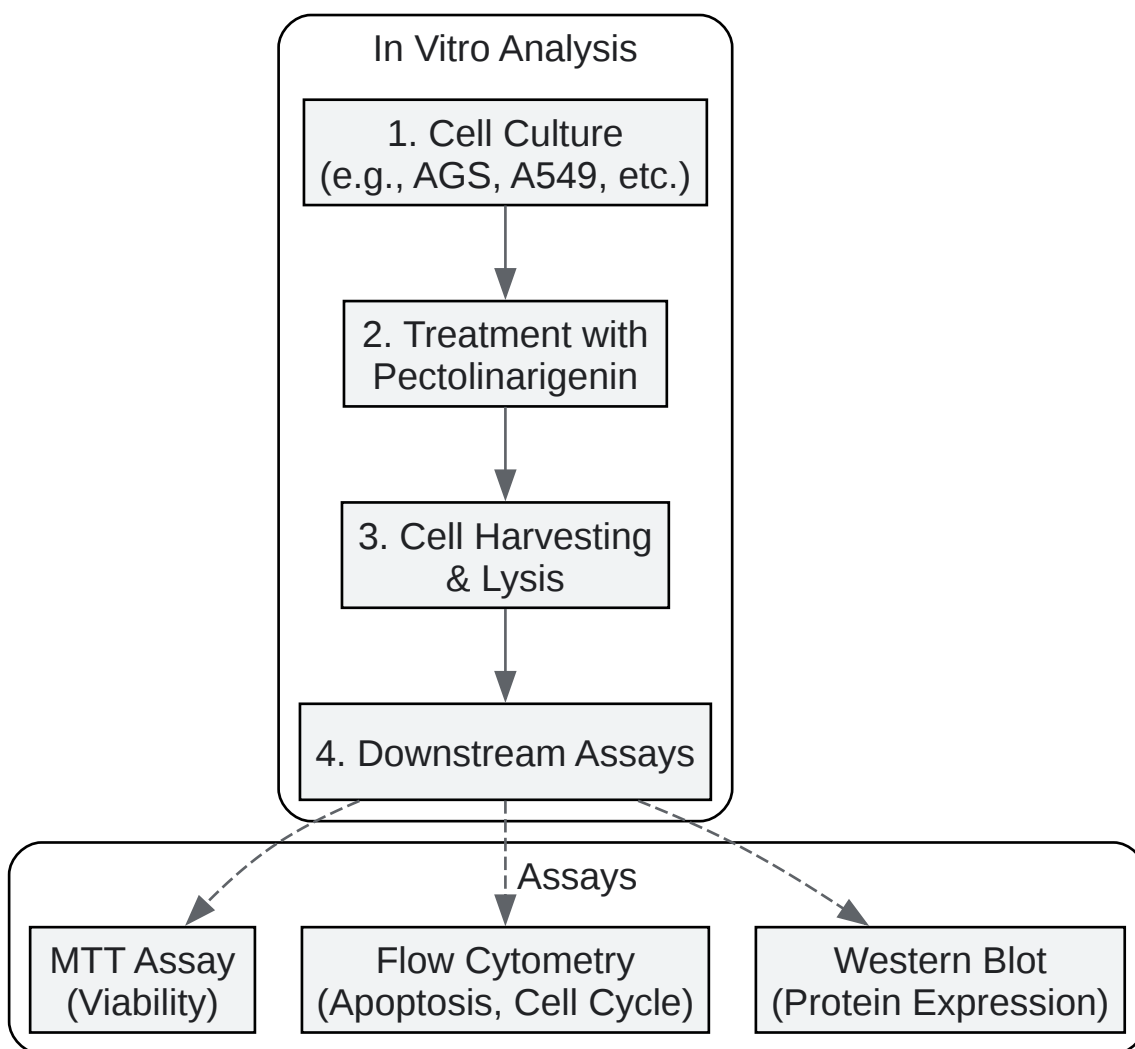 In Vitro Analysis
1. Cell Culture
(e.g., AGS, A549, etc.)
2. Treatment with
Pectolinarigenin
3. Cell Harvesting
& Lysis
4. Downstream Assays
Assays
MTT Assay
(Viability)
Flow Cytometry
(Apoptosis, Cell Cycle)
Western Blot
(Protein Expression)